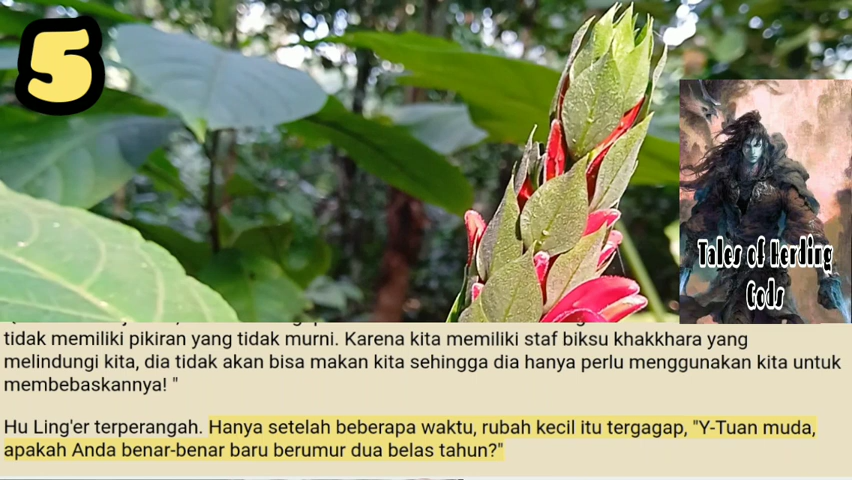 5
Tales of Herding
Gods
tidak memiliki pikiran yang tidak murni. Karena kita memiliki staf biksu khakkhara yang
melindungi kita, dia tidak akan bisa makan kita sehingga dia hanya perlu menggunakan kita untuk
membebaskannya! "
Hu Ling'er terperangah. Hanya setelah beberapa waktu, rubah kecil itu tergagap, "Y-Tuan muda,
apakah Anda benar-benar baru berumur dua belas tahun?"